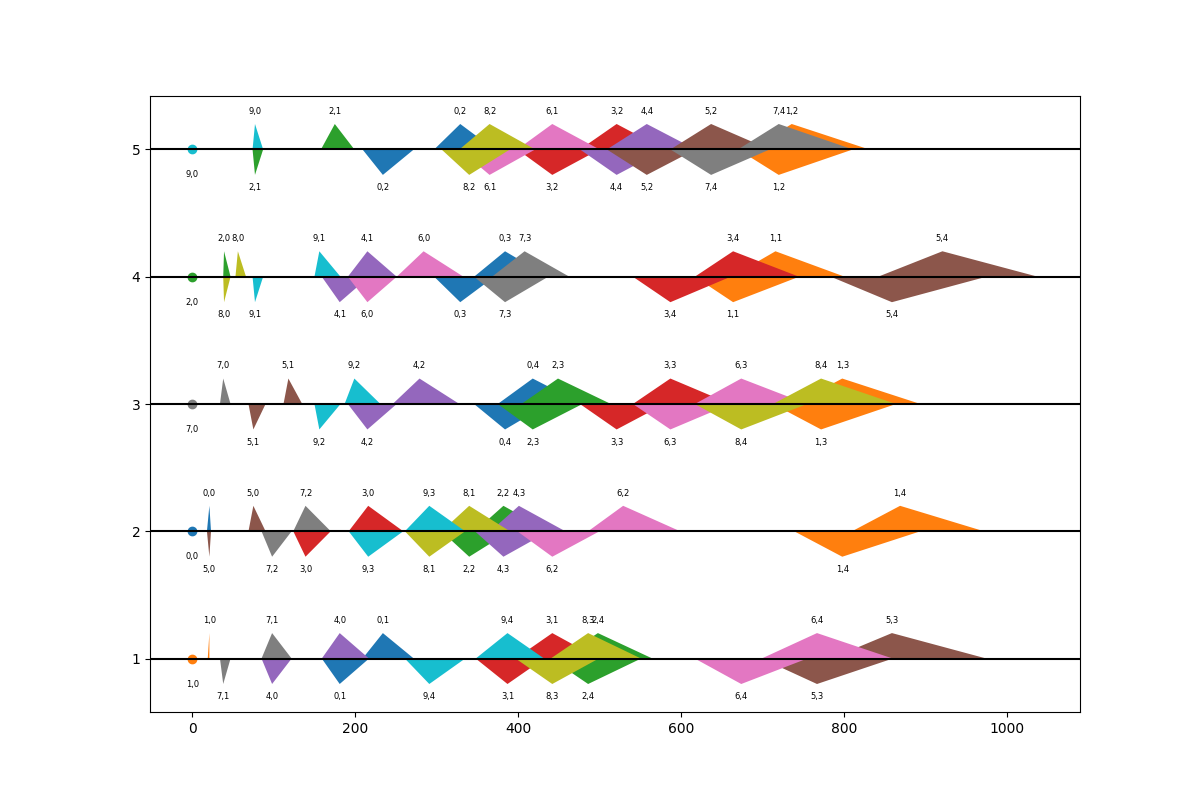 9,0 2,1 0,2 8,2 6,1 3,2 4,4 5,2 7,4 1,2
5
9,0
2,1 0,2 8,2 6,1 3,2 4,4 5,2 7,4 1,2
2,0 8,0 9,1 4,1 6,0 0,3 7,3 3,4 1,1 5,4
4
2,0
8,0 9,1 4,1 6,0 0,3 7,3 3,4 1,1 5,4
7,0 5,1 9,2 4,2 0,4 2,3 3,3 6,3 8,4 1,3
3
7,0
5,1 9,2 4,2 0,4 2,3 3,3 6,3 8,4 1,3
0,0 5,0 7,2 3,0 9,3 8,1 2,2 4,3 6,2 1,4
2
0,0
5,0 7,2 3,0 9,3 8,1 2,2 4,3 6,2 1,4
1,0 7,1 4,0 0,1 9,4 3,1 8,3 2,4 6,4 5,3
1
1,0
7,1 4,0 0,1 9,4 3,1 8,3 2,4 6,4 5,3
0 200 400 600 800 1000